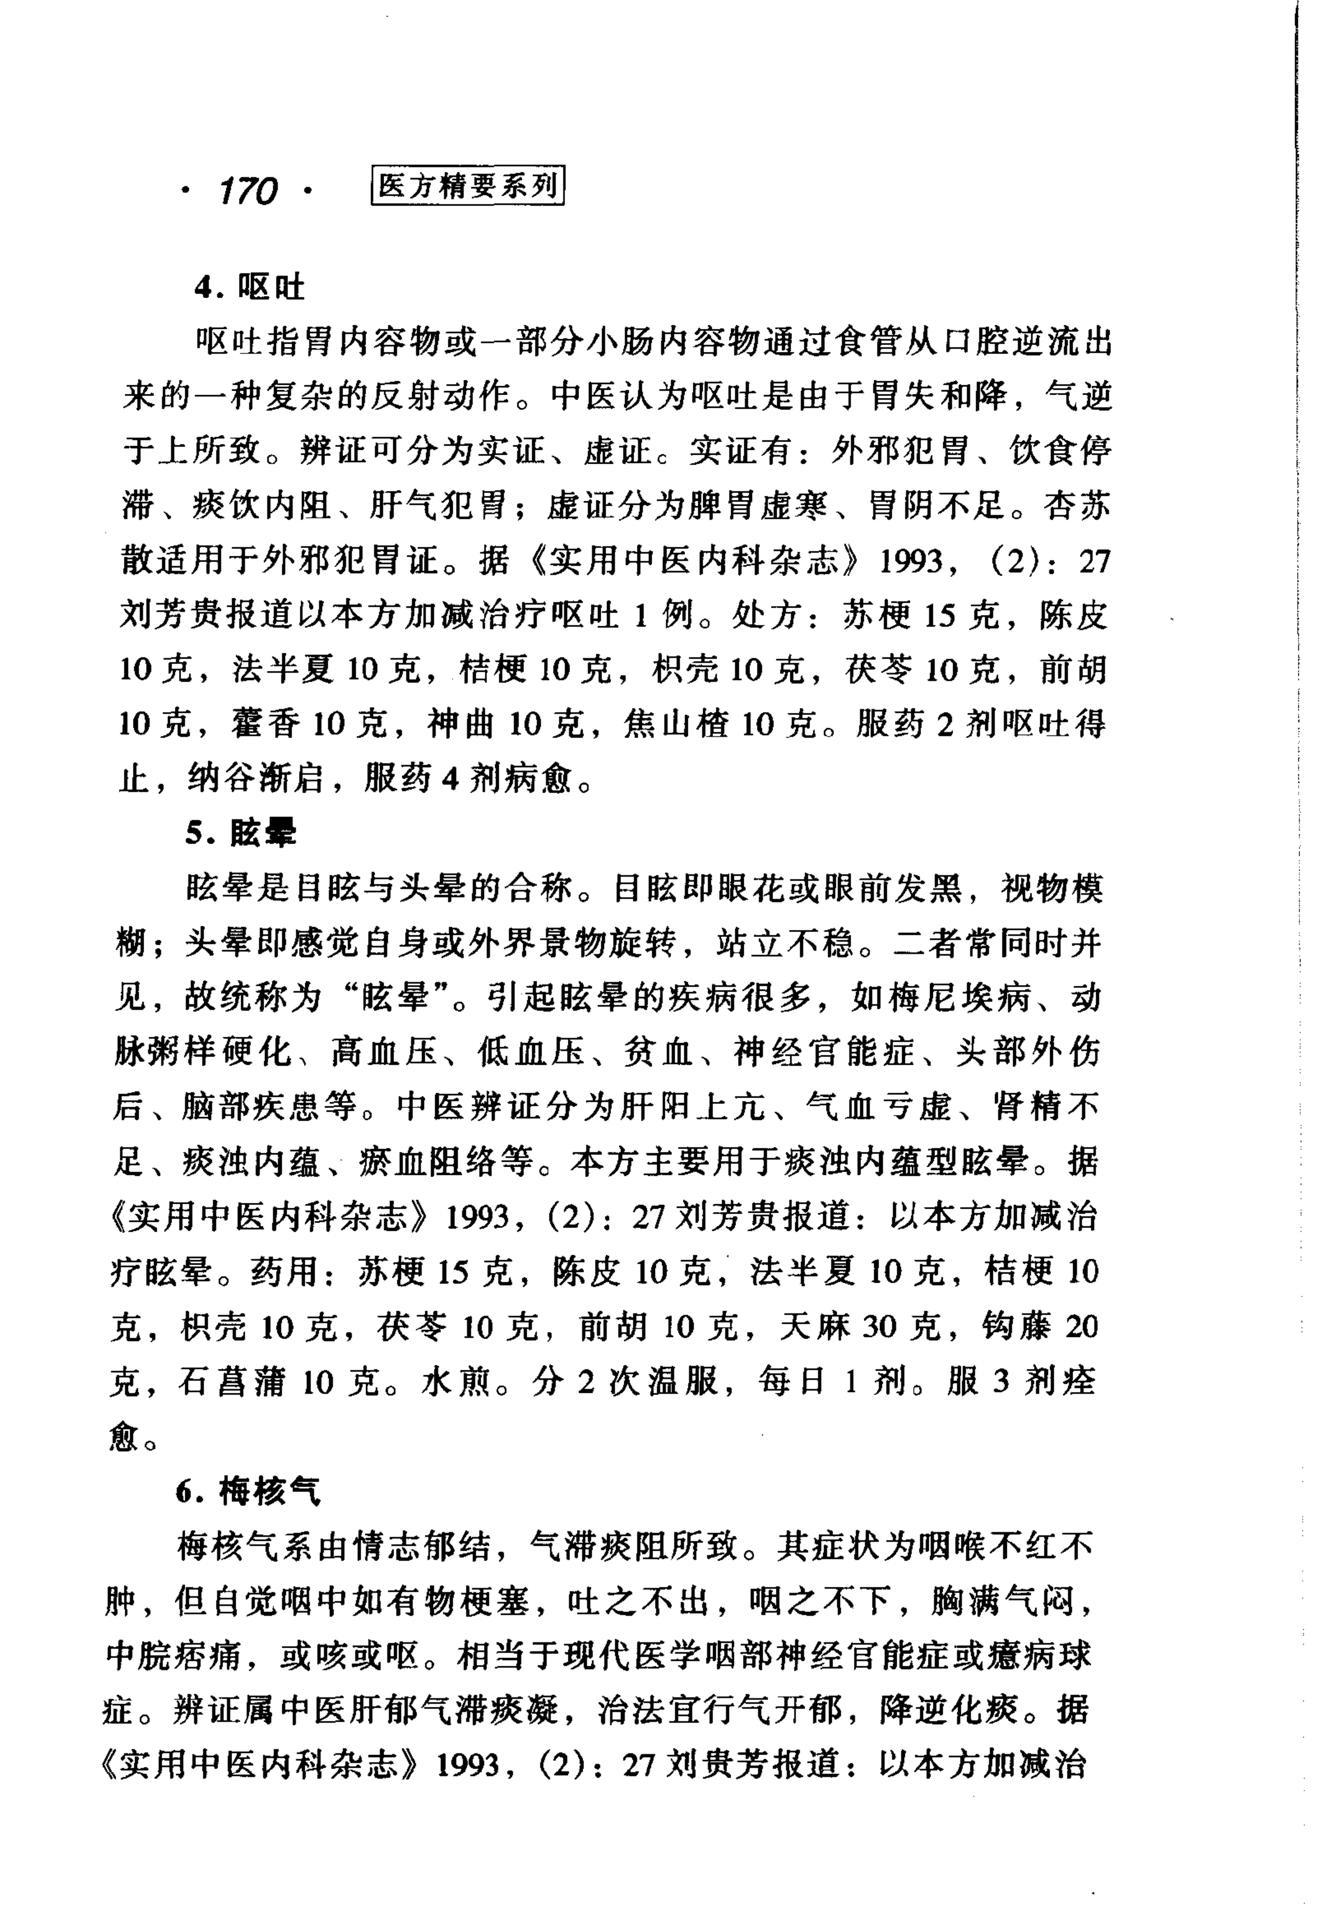 · 170 · 医方精要系列
4. 呕吐
呕吐指胃内容物或一部分小肠内容物通过食管从口腔逆流出
来的一种复杂的反射动作。中医认为呕吐是由于胃失和降，气逆
于上所致。辨证可分为实证、虚证。实证有：外邪犯胃、饮食停
滞、痰饮内阻、肝气犯胃；虚证分为脾胃虚寒、胃阴不足。杏苏
散适用于外邪犯胃证。据《实用中医内科杂志》1993，（2）：27
刘芳贵报道以本方加减治疗呕吐 1 例。处方：苏梗 15 克，陈皮
10 克，法半夏 10 克，桔梗 10 克，枳壳 10 克，茯苓 10 克，前胡
10 克，藿香 10 克，神曲 10 克，焦山楂 10 克。服药 2 剂呕吐得
止，纳谷渐启，服药 4 剂病愈。
5. 眩晕
眩晕是目眩与头晕的合称。目眩即眼花或眼前发黑，视物模
糊；头晕即感觉自身或外界景物旋转，站立不稳。二者常同时并
见，故统称为“眩晕”。引起眩晕的疾病很多，如梅尼埃病、动
脉粥样硬化、高血压、低血压、贫血、神经官能症、头部外伤
后、脑部疾患等。中医辨证分为肝阳上亢、气血亏虚、肾精不
足、痰浊内蕴、瘀血阻络等。本方主要用于痰浊内蕴型眩晕。据
《实用中医内科杂志》1993，（2）：27 刘芳贵报道：以本方加减治
疗眩晕。药用：苏梗 15 克，陈皮 10 克，法半夏 10 克，桔梗 10
克，枳壳 10 克，茯苓 10 克，前胡 10 克，天麻 30 克，钩藤 20
克，石菖蒲 10 克。水煎。分 2 次温服，每日 1 剂。服 3 剂痊
愈。
6. 梅核气
梅核气系由情志郁结，气滞痰阻所致。其症状为咽喉不红不
肿，但自觉咽中如有物梗塞，吐之不出，咽之不下，胸满气闷，
中脘痞痛，或咳或呕。相当于现代医学咽部神经官能症或癔病球
症。辨证属中医肝郁气滞痰凝，治法宜行气开郁，降逆化痰。据
《实用中医内科杂志》1993，（2）：27 刘贵芳报道：以本方加减治